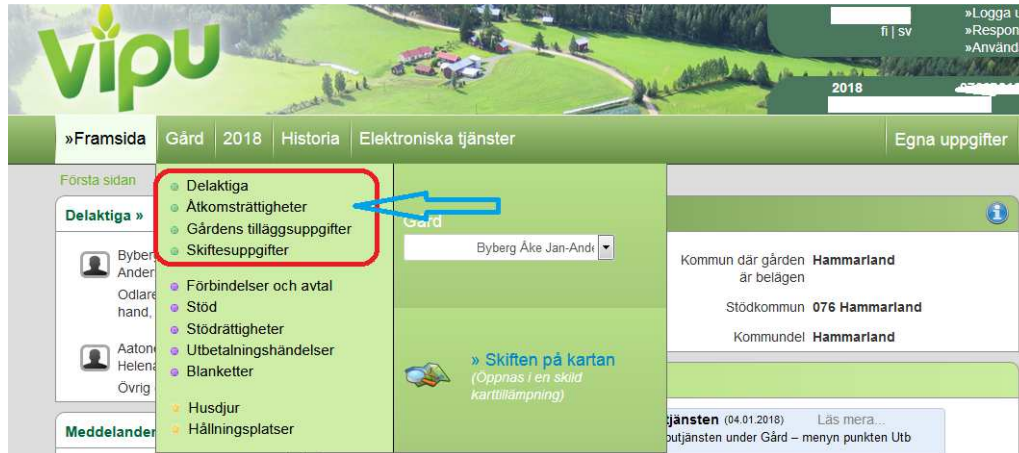 vipu
fi | sv
»Logga u
»Respon
»Använd
2018
»Framsida Gård 2018 Historia Elektroniska tjänster Egna uppgifter
Första sidan
Delaktiga »
Byber
Ander
Odlare
hand,
Aaton
Helena
Övrig
Meddelander
Delaktiga
Åtkomsträttigheter
Gårdens tilläggsuppgifter
Skiftesuppgifter
Förbindelser och avtal
Stöd
Stödrättigheter
Utbetalningshändelser
Blanketter
Husdjur
Hållningsplatser
Gård
Byberg Åke Jan-Ande
» Skiften på kartan
(Öppnas i en skild
karttillämpning)
Kommun där gården Hammarland
är belägen
Stödkommun 076 Hammarland
Kommundel Hammarland
tjänsten (04.01.2018) Läs mera...
outjänsten under Gård – menyn punkten Utb